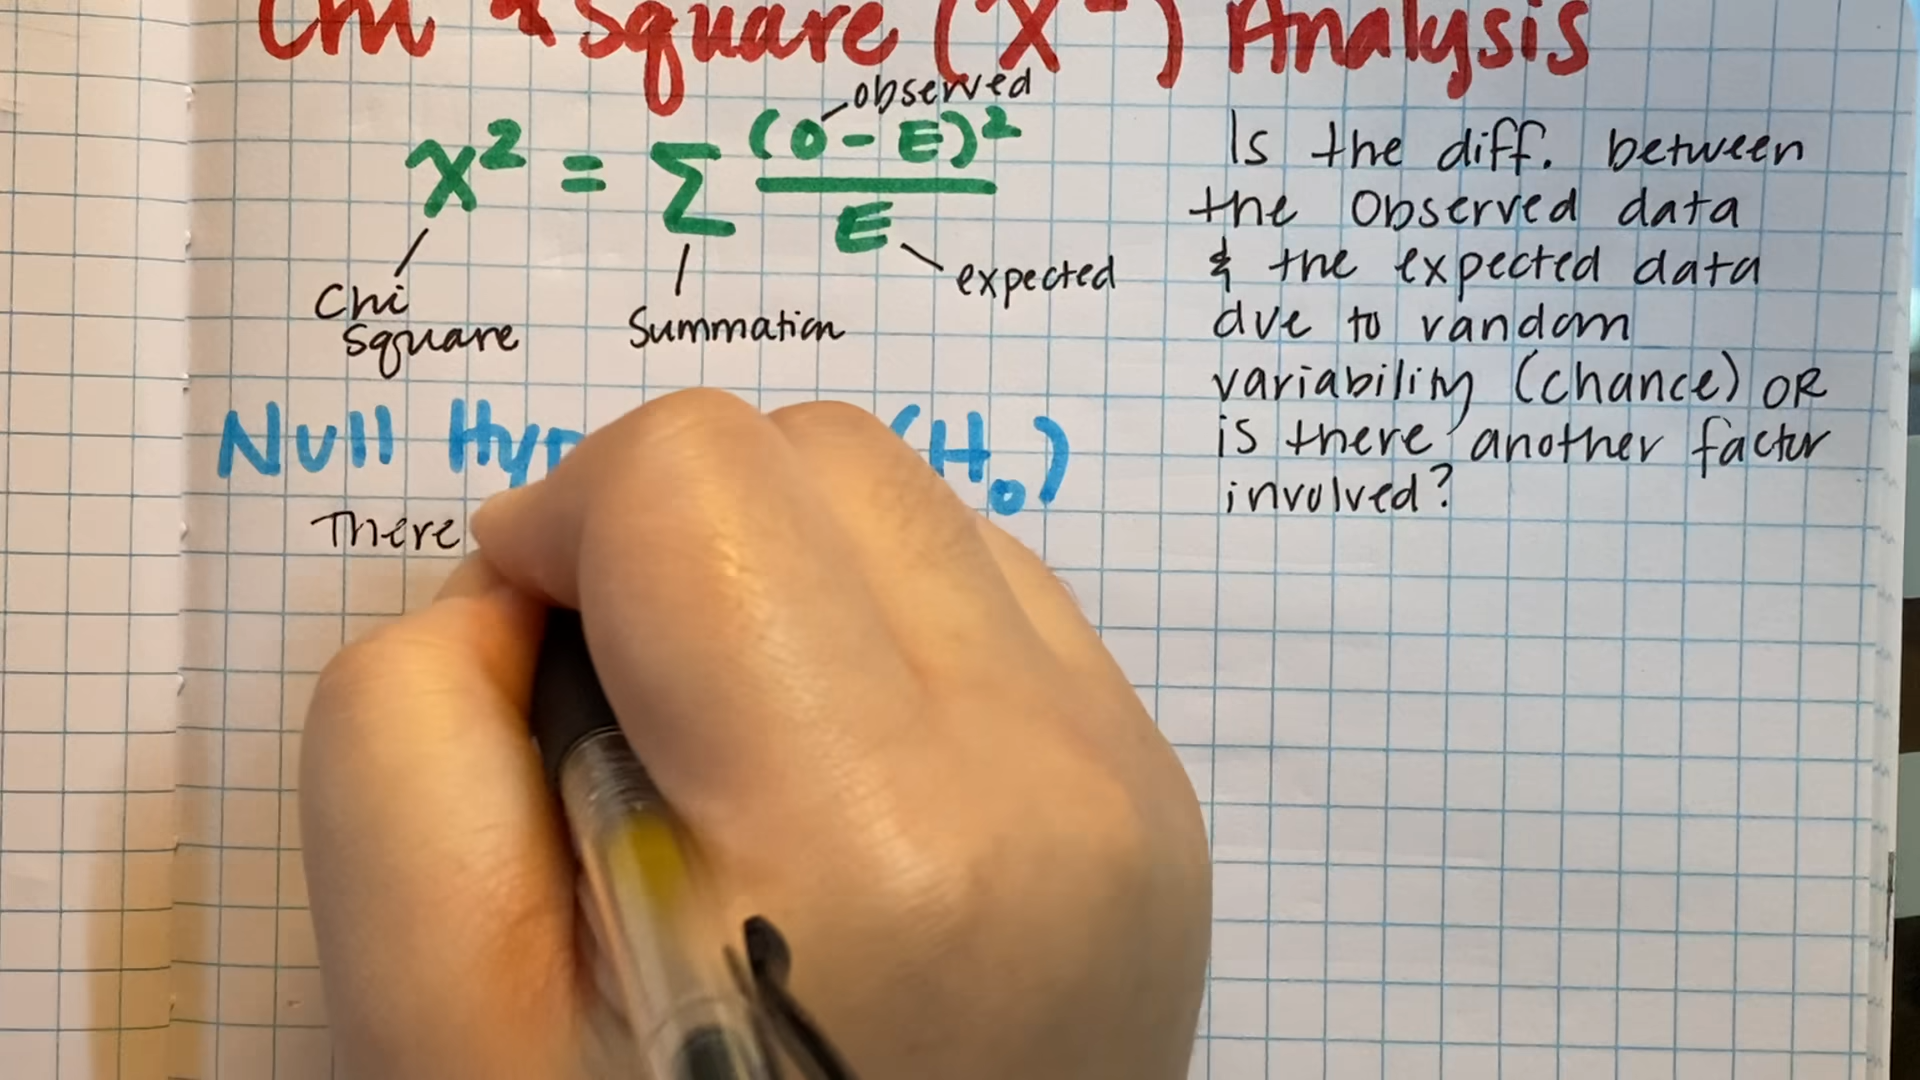 Chi Square (X²) Analysis
observed
X² = Σ (O - E)² / E
expected
Chi
Square
Summation
Is the diff. between
the Observed data
& the expected data
due to random
variability (chance) OR
is there another factor
involved?
Null (H₀)
There